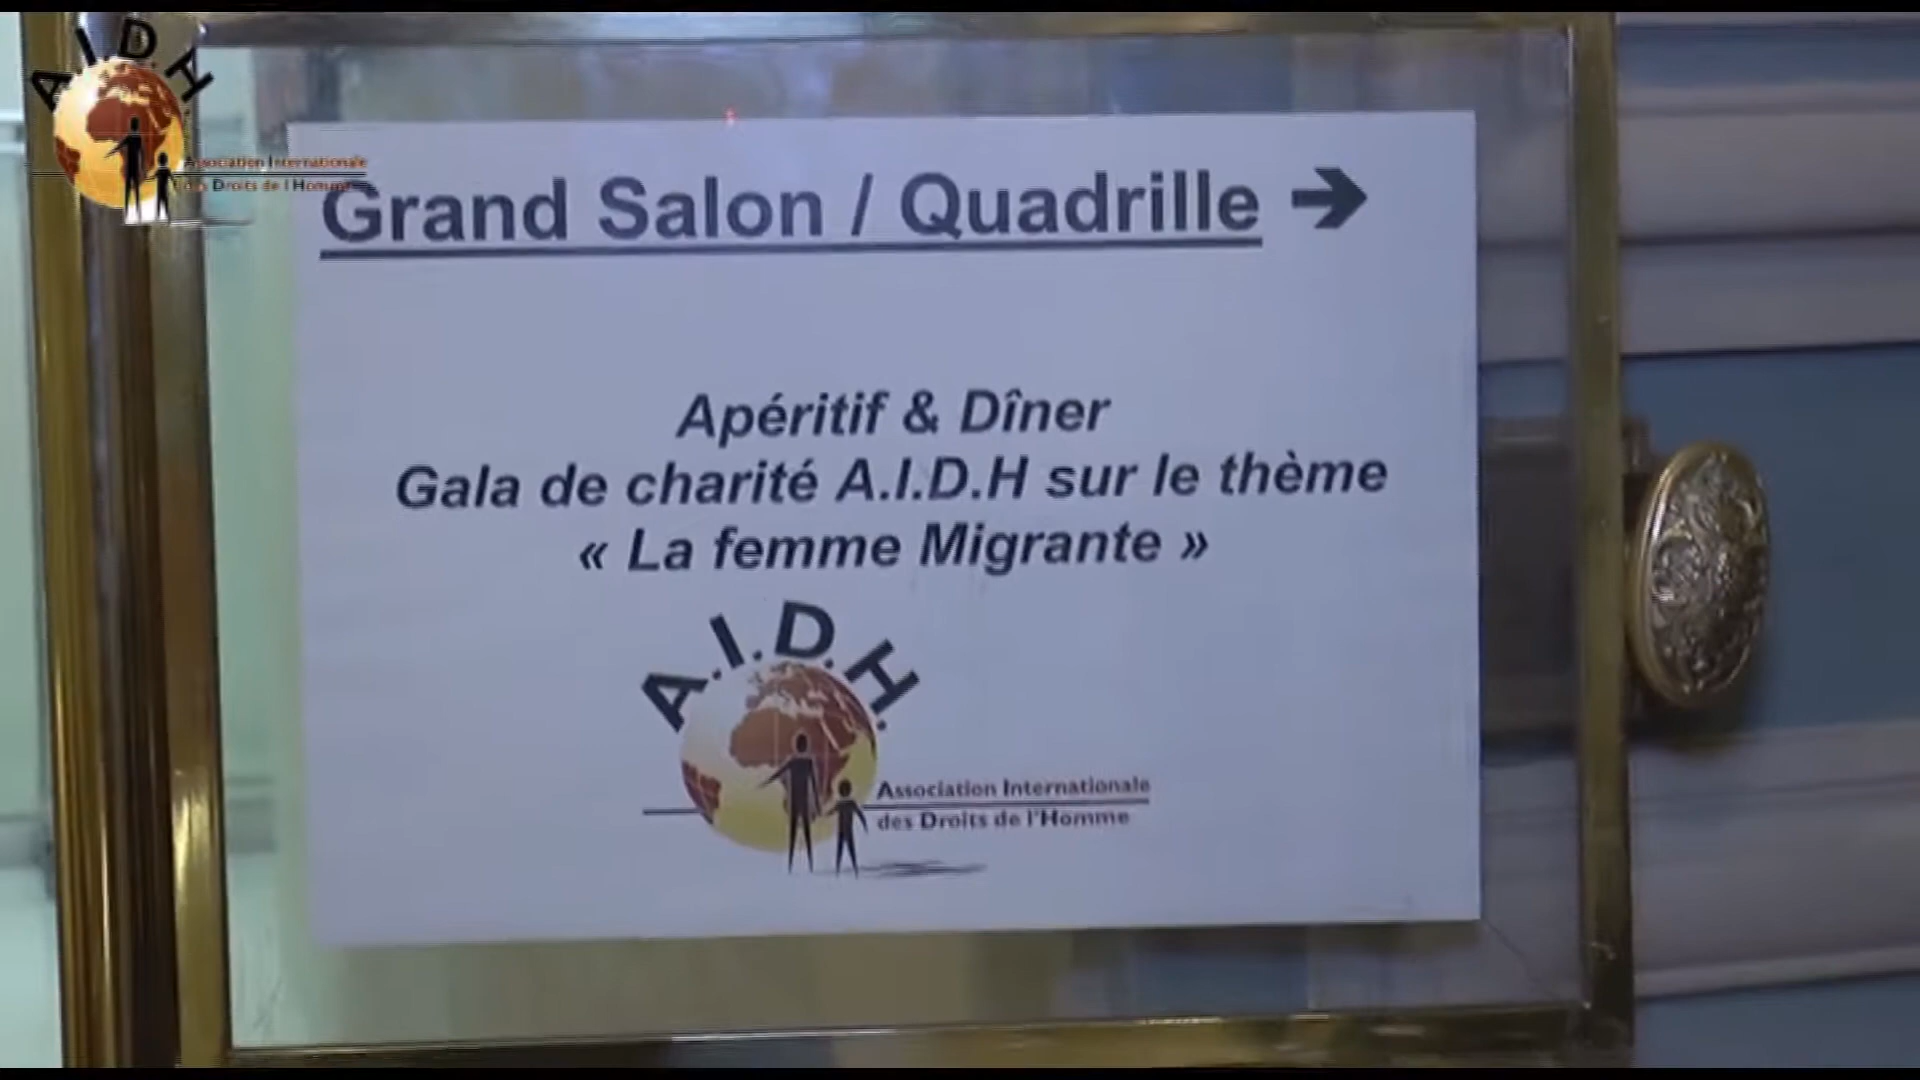 A.I.D.H.
Association Internationale
des Droits de l'Homme
Grand Salon / Quadrille ➔
Apéritif & Dîner
Gala de charité A.I.D.H sur le thème
« La femme Migrante »
A.I.D.H.
Association Internationale
des Droits de l'Homme